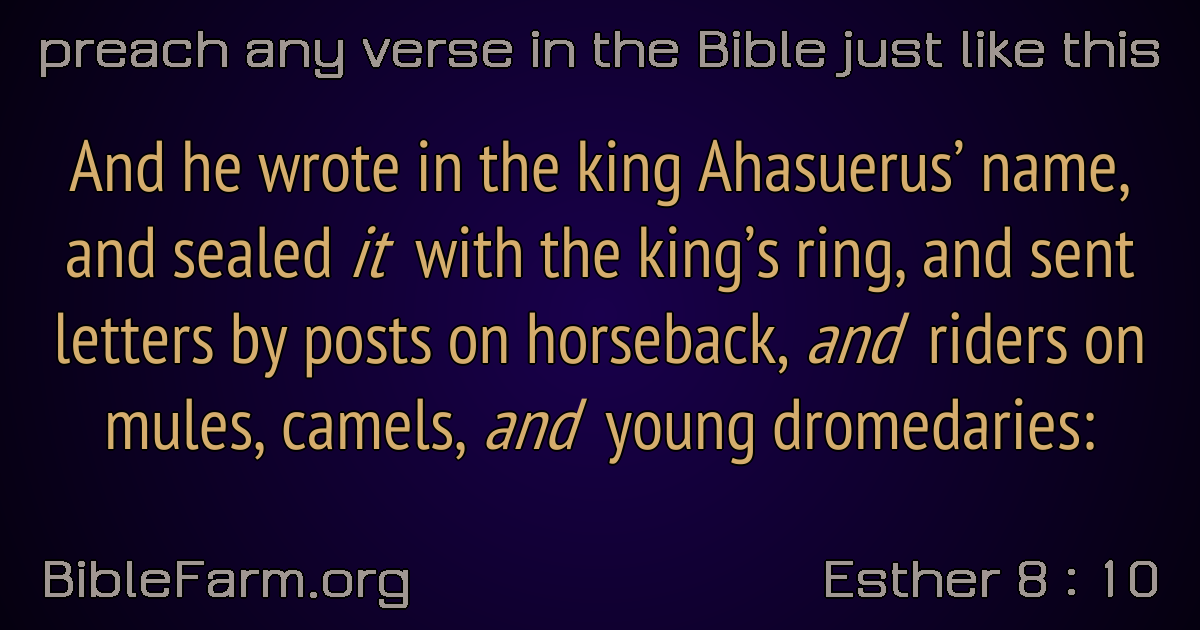 preach any verse in the Bible just like this
And he wrote in the king Ahasuerus’ name,
and sealed it with the king’s ring, and sent
letters by posts on horseback, and riders on
mules, camels, and young dromedaries:
BibleFarm.org
Esther 8 : 10